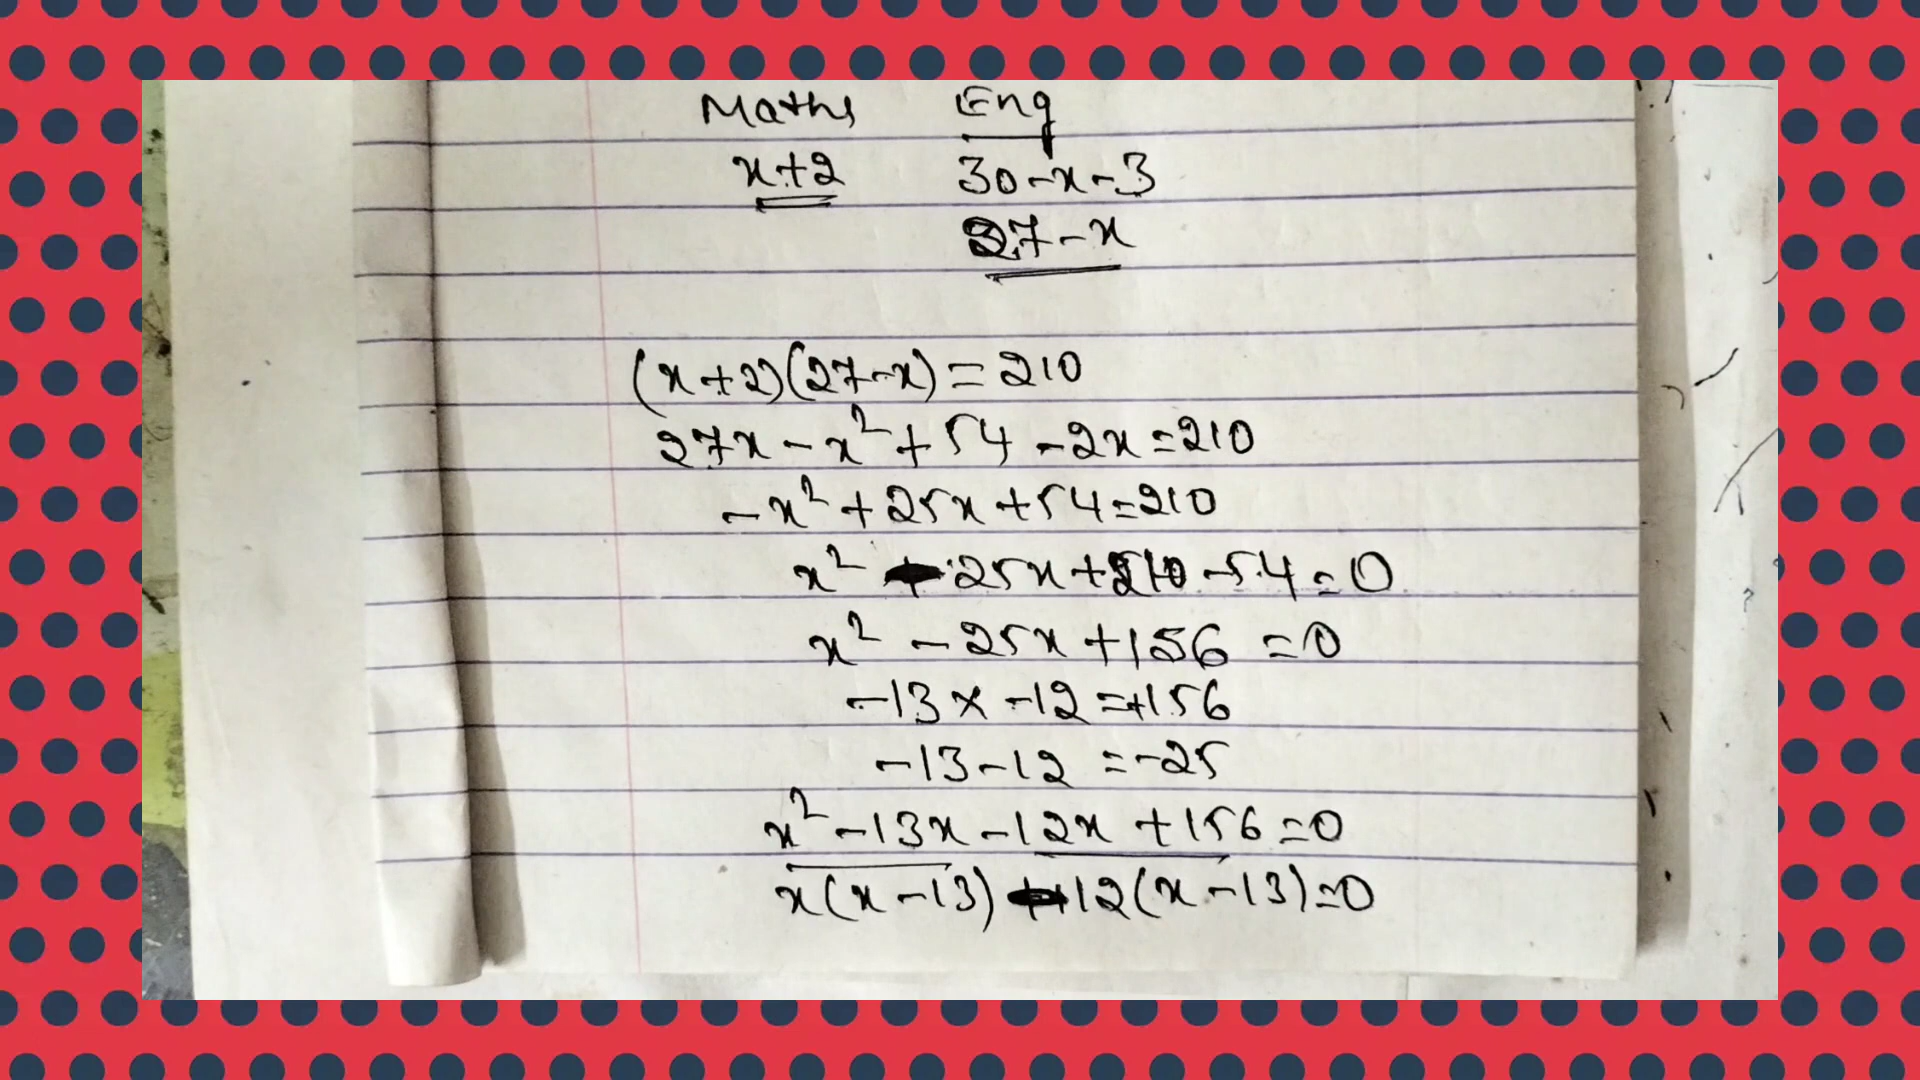 Maths Eng
x+2 30-x-3
27-x
(x+2)(27-x)=210
27x-x²+54-2x=210
-x²+25x+54=210
x²-25x+210-54=0
x²-25x+156=0
-13×-12=+156
-13-12=-25
x²-13x-12x+156=0
x(x-13)-12(x-13)=0